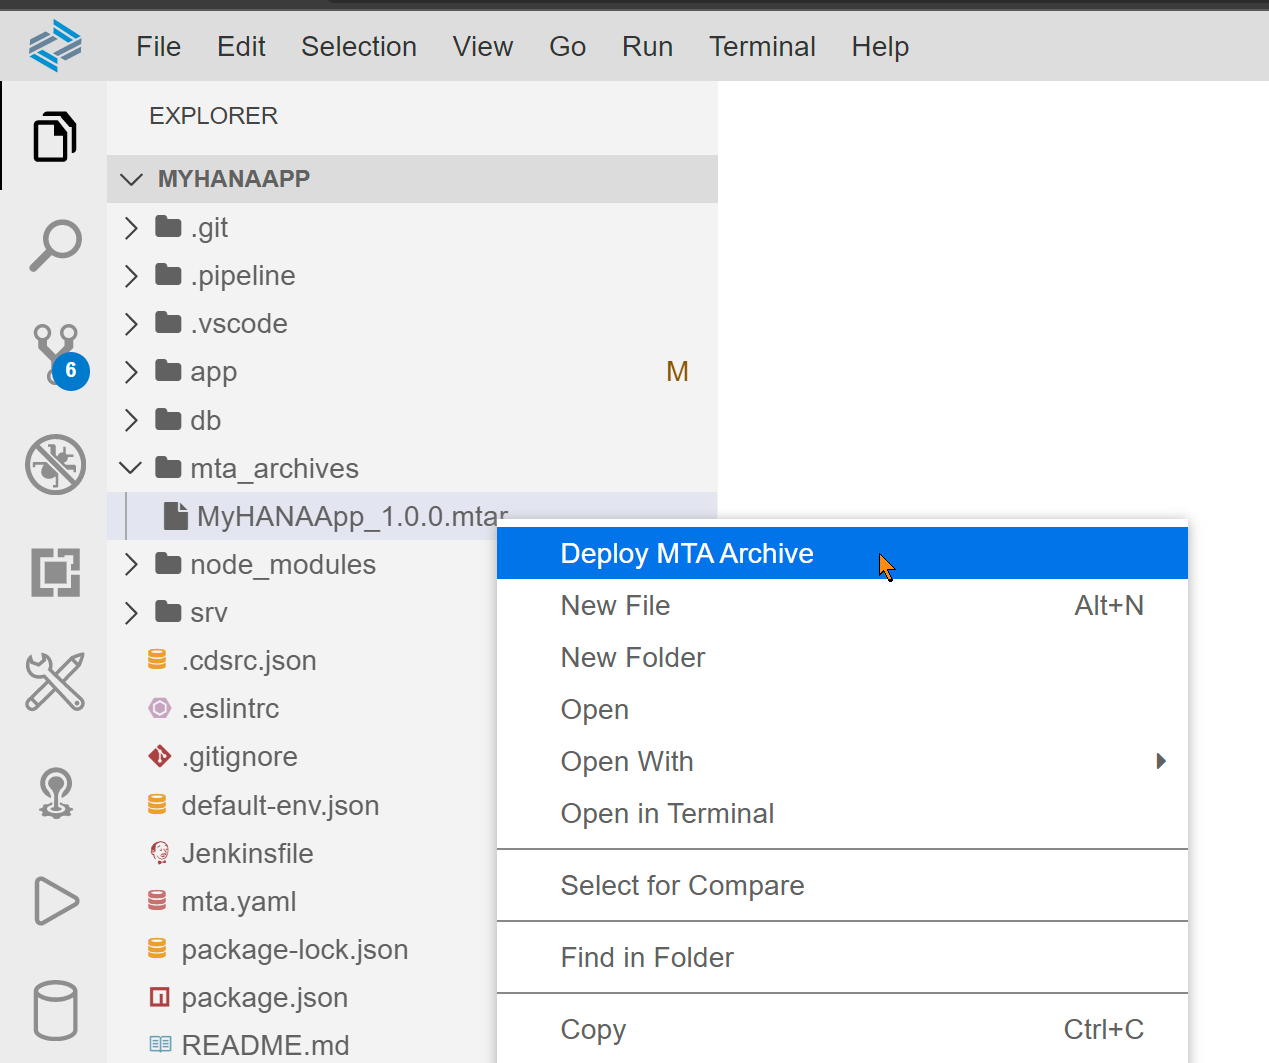 File Edit Selection View Go Run Terminal Help
EXPLORER
MYHANAAPP
.git
.pipeline
.vscode
6
app M
db
mta_archives
MyHANAApp_1.0.0.mtar
Deploy MTA Archive
node_modules
New File Alt+N
srv
New Folder
.cdsrc.json
Open
.eslintrc
Open With
.gitignore
Open in Terminal
default-env.json
Jenkinsfile
Select for Compare
mta.yaml
package-lock.json
Find in Folder
package.json
Copy Ctrl+C
README.md